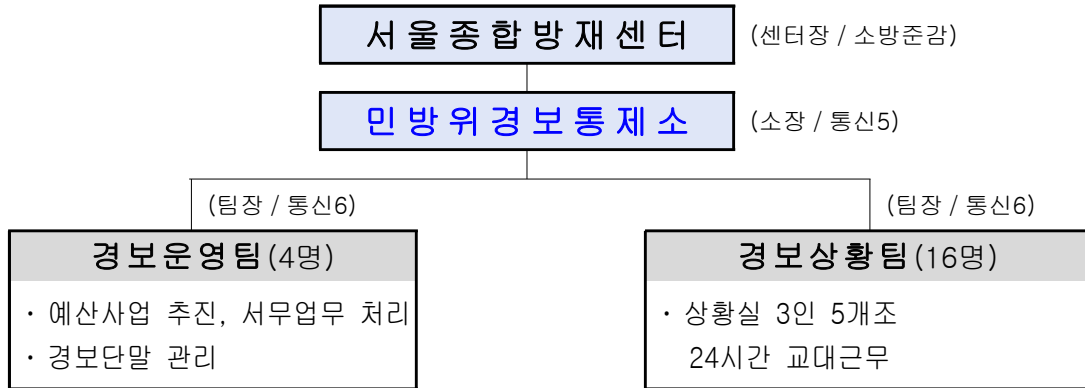 서울종합방재센터 (센터장 / 소방준감)
민방위경보통제소 (소장 / 통신5)
(팀장 / 통신6)
경보운영팀(4명)
· 예산사업 추진, 서무업무 처리
· 경보단말 관리
(팀장 / 통신6)
경보상황팀(16명)
· 상황실 3인 5개조
24시간 교대근무